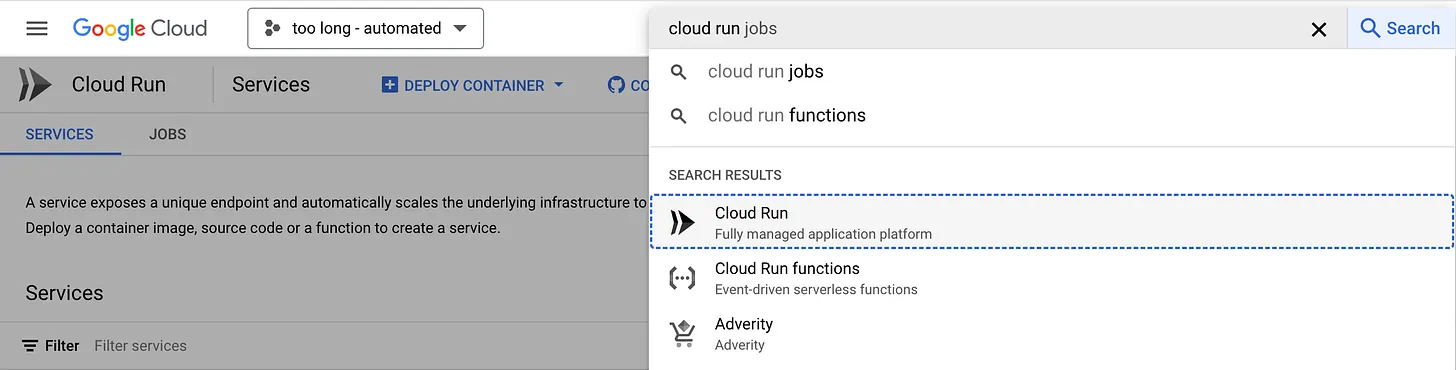 Google Cloud
too long - automated
cloud run jobs
Search
Cloud Run
Services
DEPLOY CONTAINER
CO
cloud run jobs
cloud run functions
SERVICES
JOBS
SEARCH RESULTS
A service exposes a unique endpoint and automatically scales the underlying infrastructure to
Deploy a container image, source code or a function to create a service.
Cloud Run
Fully managed application platform
Cloud Run functions
Event-driven serverless functions
Services
Adverity
Adverity
Filter
Filter services